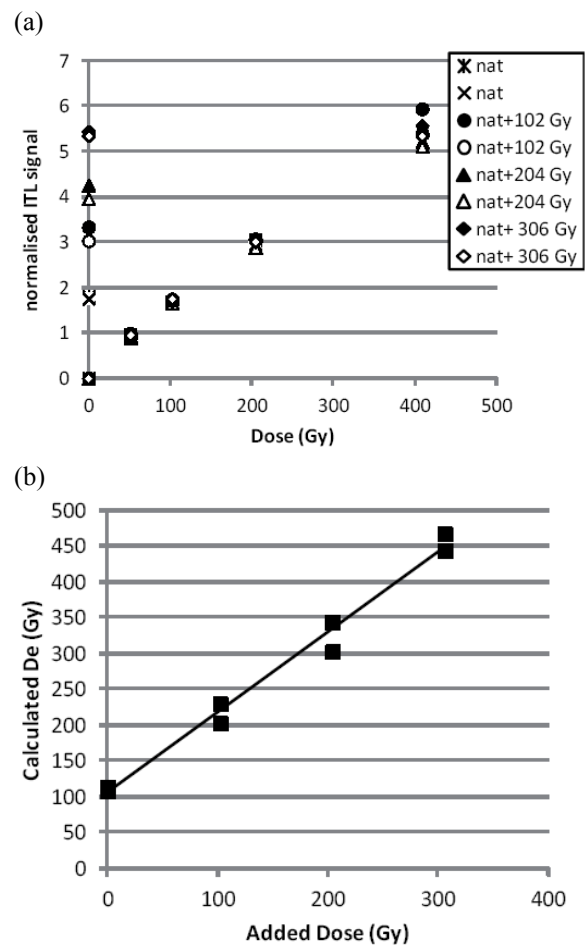 (a)
7
6
5
4
3
2
1
0
normalised ITL signal
0 100 200 300 400 500
Dose (Gy)
nat
nat
nat+102 Gy
nat+102 Gy
nat+204 Gy
nat+204 Gy
nat+ 306 Gy
nat+ 306 Gy
(b)
500
450
400
350
300
250
200
150
100
50
0
Calculated De (Gy)
0 100 200 300 400
Added Dose (Gy)